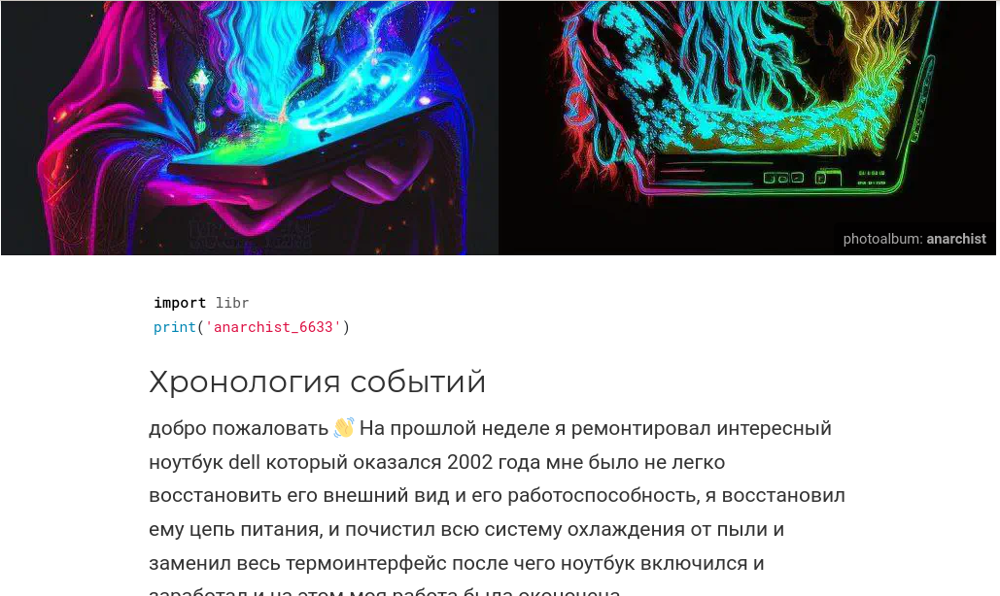 photoalbum: anarchist
import libr
print('anarchist_6633')
Хронология событий
добро пожаловать 👋 На прошлой неделе я ремонтировал интересный
ноутбук dell который оказался 2002 года мне было не легко
восстановить его внешний вид и его работоспособность, я восстановил
ему цепь питания, и почистил всю систему охлаждения от пыли и
заменил весь термоинтерфейс после чего ноутбук включился и
заработал и на этом моя работа была окончена